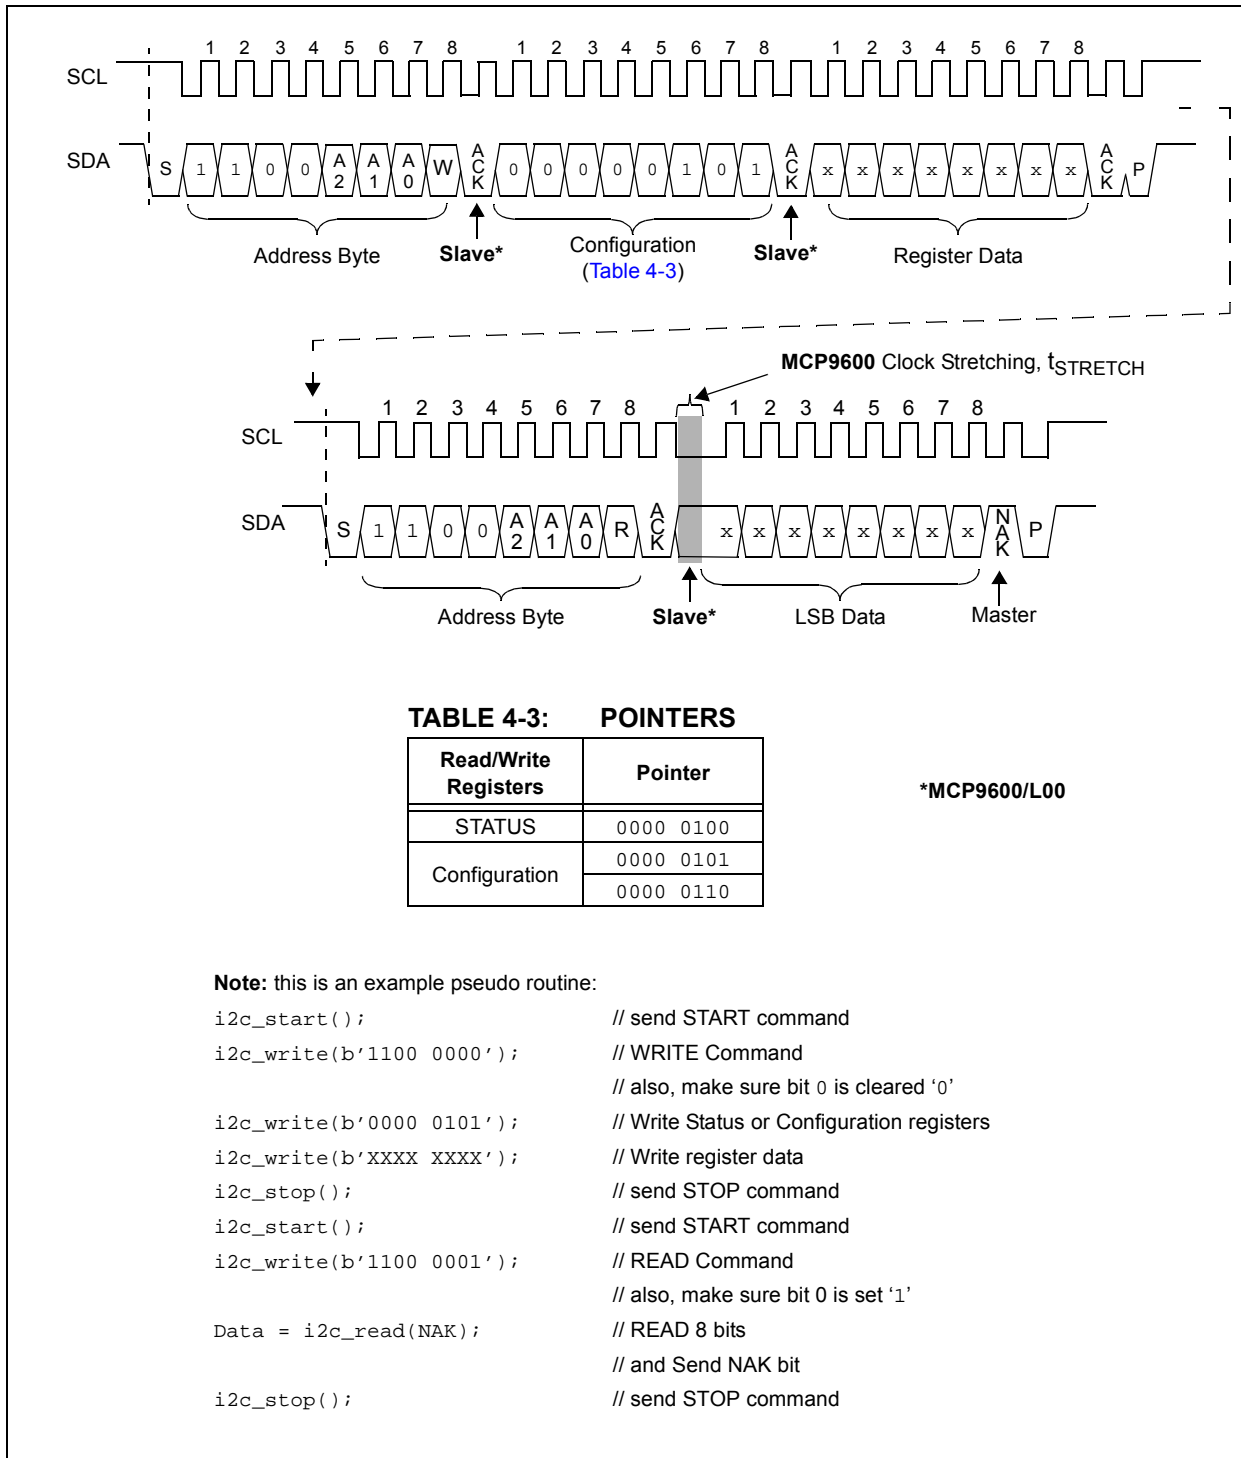 1 2 3 4 5 6 7 8 1 2 3 4 5 6 7 8 1 2 3 4 5 6 7 8
SCL
SDA S 1 1 0 0 A2 A1 A0 W ACK 0 0 0 0 0 1 0 1 ACK x x x x x x x x ACK P
Address Byte Slave* Configuration Slave* Register Data
(Table 4-3)
MCP9600 Clock Stretching, tSTRETCH
1 2 3 4 5 6 7 8 1 2 3 4 5 6 7 8
SCL
SDA S 1 1 0 0 A2 A1 A0 R ACK x x x x x x x x NAK P
Address Byte Slave* LSB Data Master
TABLE 4-3: POINTERS
Read/Write Registers Pointer
*MCP9600/L00
STATUS 0000 0100
Configuration 0000 0101
0000 0110
Note: this is an example pseudo routine:
i2c_start(); // send START command
i2c_write(b’1100 0000’); // WRITE Command
// also, make sure bit 0 is cleared ‘0’
i2c_write(b’0000 0101’); // Write Status or Configuration registers
i2c_write(b’XXXX XXXX’); // Write register data
i2c_stop(); // send STOP command
i2c_start(); // send START command
i2c_write(b’1100 0001’); // READ Command
// also, make sure bit 0 is set ‘1’
Data = i2c_read(NAK); // READ 8 bits
// and Send NAK bit
i2c_stop(); // send STOP command